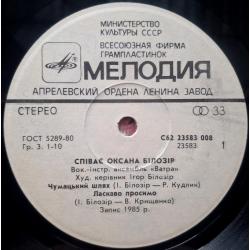 МИНИСТЕРСТВО
КУЛЬТУРЫ СССР
ВСЕСОЮЗНАЯ ФИРМА
ГРАМПЛАСТИНОК
МЕЛОДИЯ
АПРЕЛЕВСКИЙ ОРДЕНА ЛЕНИНА ЗАВОД
СТЕРЕО 33
ГОСТ 5289-80 С62 23583 008
Гр. 3. 1-10 23583 1
СПІВАЄ ОКСАНА БІЛОЗІР
Вок.-інстр. ансамбль «Ватра»
Худ. керівник Ігор Білозір
Чумацький шлях (І. Білозір — Р. Кудлик)
Ласкаво просимо
(І. Білозір — В. Крищенко)
Запис 1985 р.